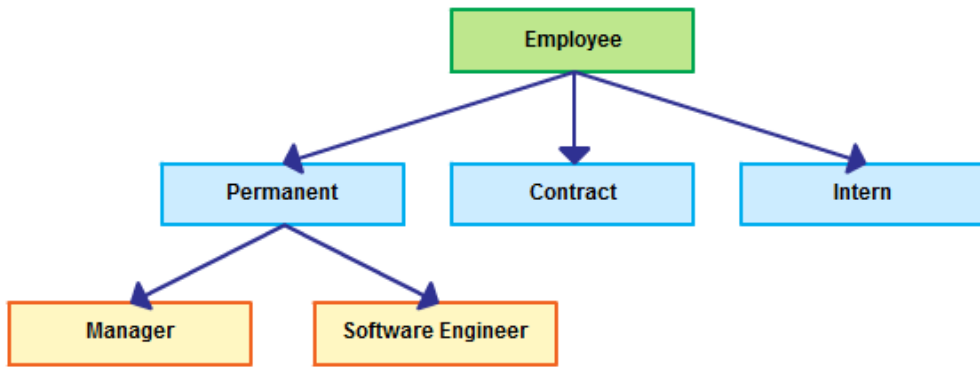 Employee
Permanent
Contract
Intern
Manager
Software Engineer